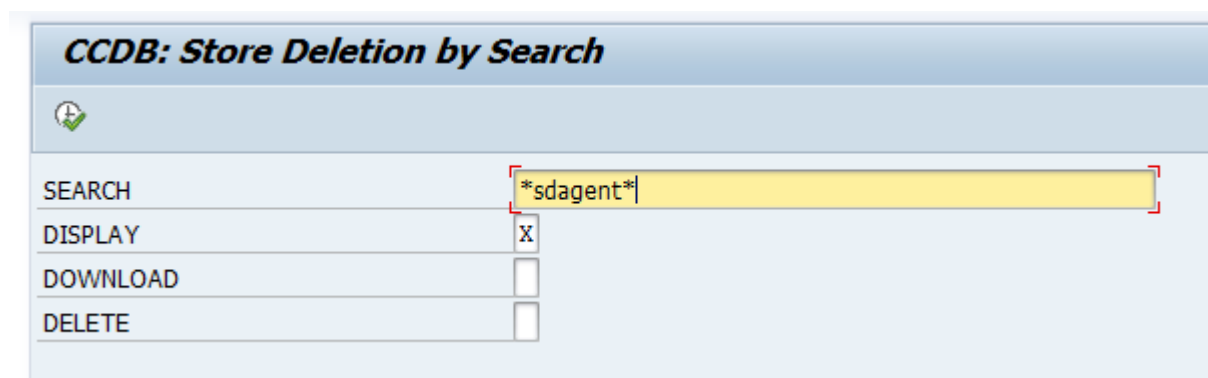 CCDB: Store Deletion by Search
SEARCH *sdagent*
DISPLAY X
DOWNLOAD
DELETE